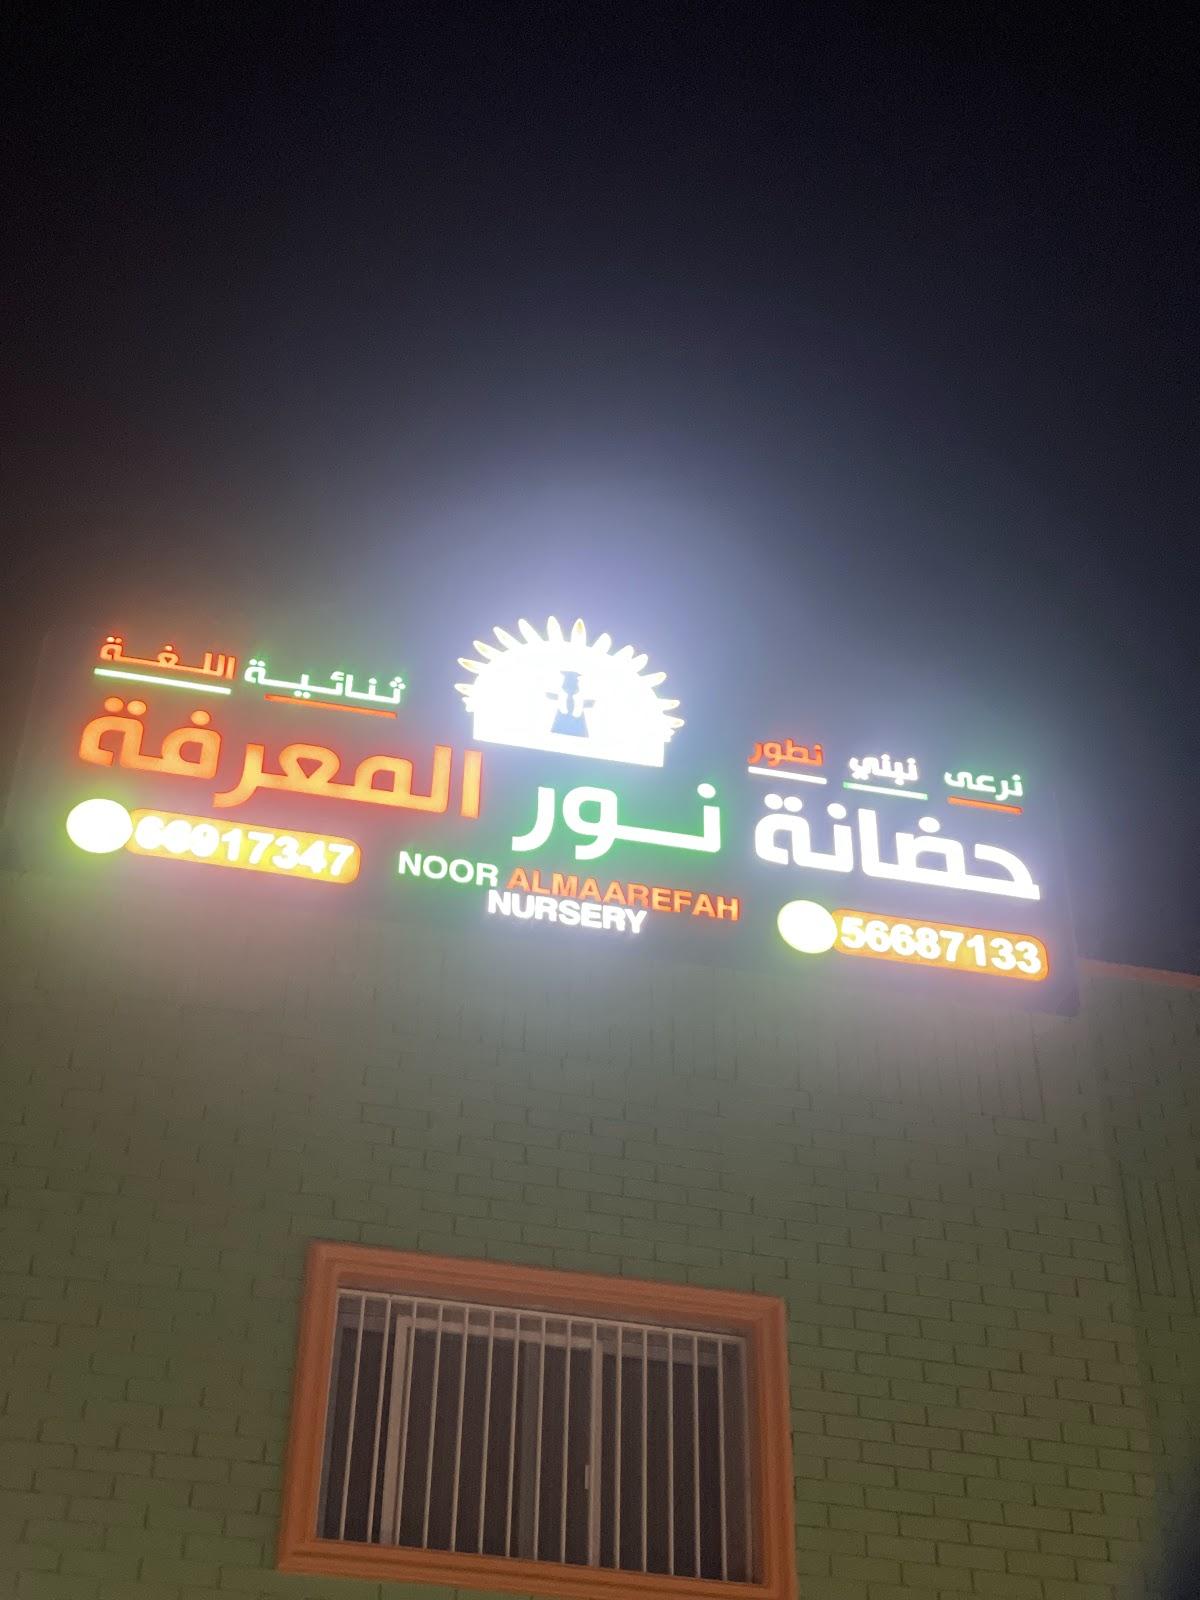 نرعى نبني نطور
ثنائية اللغة
حضانة نور المعرفة
NOOR ALMAAREFAH
NURSERY
56687133
66917347